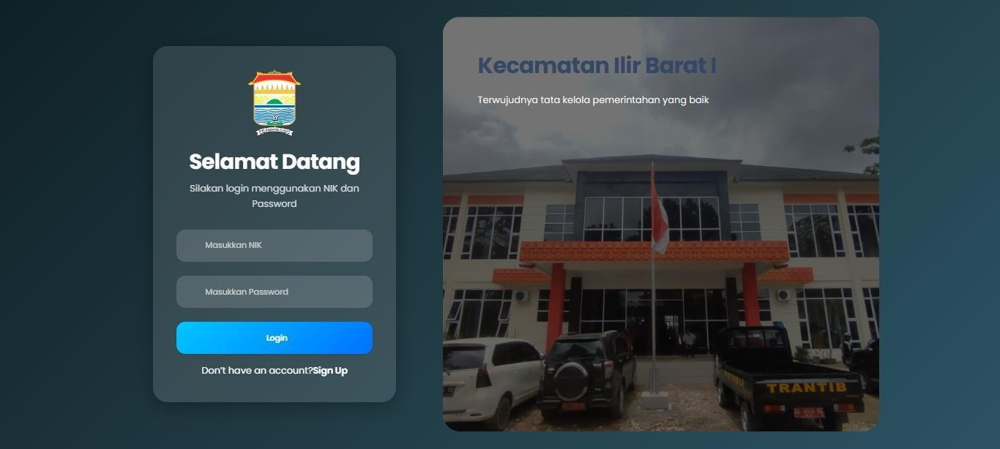 Selamat Datang
Silakan login menggunakan NIK dan
Password
Masukkan NIK
Masukkan Password
Login
Don't have an account?Sign Up
Kecamatan Ilir Barat I
Terwujudnya tata kelola pemerintahan yang baik
TRANTIB